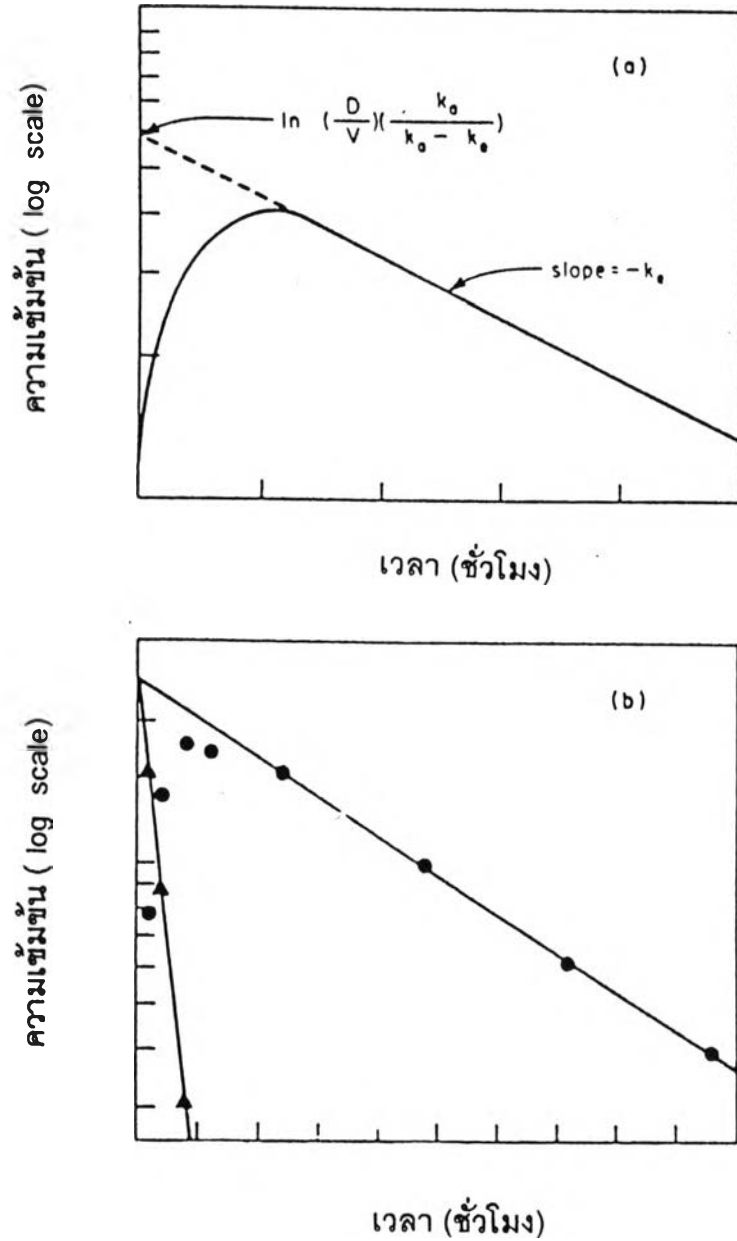 ความเข้มข้น ( log scale)
(a)
ln (D/V)(kₐ/kₐ − kₑ)
slope = −kₑ
เวลา (ชั่วโมง)
ความเข้มข้น ( log scale)
(b)
เวลา (ชั่วโมง)